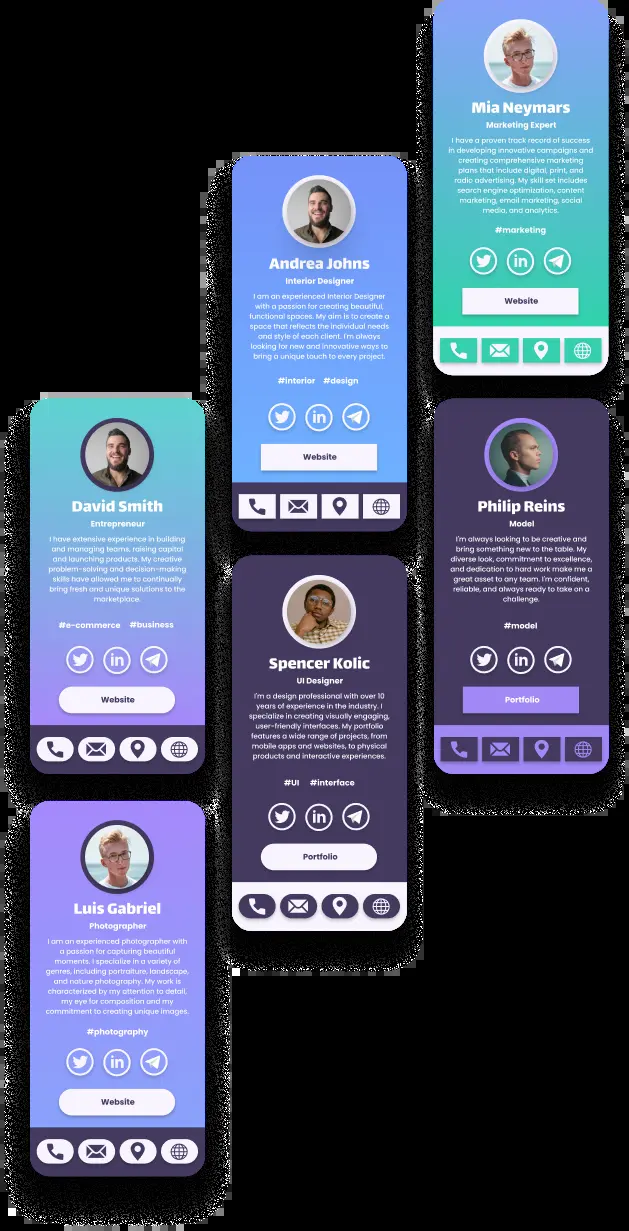 Mia Neymars
Marketing Expert
I have a proven track record of success
in developing innovative campaigns and
creating comprehensive marketing
plans that include digital, print, and
radio advertising. My skill set includes
search engine optimization, content
marketing, email marketing, social
media, and analytics.
#marketing
in
Website
Andrea Johns
Interior Designer
I am an experienced Interior Designer
with a passion for creating beautiful,
functional spaces. My aim is to create a
space that reflects the individual needs
and style of each client. I'm always
looking for new and innovative ways to
bring a unique touch to every project.
#interior #design
in
Website
David Smith
Entrepreneur
I have extensive experience in building
and managing teams, raising capital
and launching products. My creative
problem-solving and decision-making
skills have allowed me to continually
bring fresh and unique solutions to the
marketplace.
#e-commerce #business
in
Website
Philip Reins
Model
I'm always looking to be creative and
bring something new to the table. My
diverse look, commitment to excellence,
and dedication to hard work make me a
great asset to any team. I'm confident,
reliable, and always ready to take on a
challenge.
#model
in
Portfolio
Spencer Kolic
UI Designer
I'm a design professional with over 10
years of experience in the industry. I
specialize in creating visually engaging,
user-friendly interfaces. My portfolio
features a wide range of projects, from
mobile apps and websites, to physical
products and interactive experiences.
#UI #interface
in
Portfolio
Luis Gabriel
Photographer
I am an experienced photographer with
a passion for capturing beautiful
moments. I specialize in a variety of
genres, including portraiture, landscape,
and nature photography. My work is
characterized by my attention to detail,
my eye for composition and my
commitment to creating unique images.
#photography
in
Website